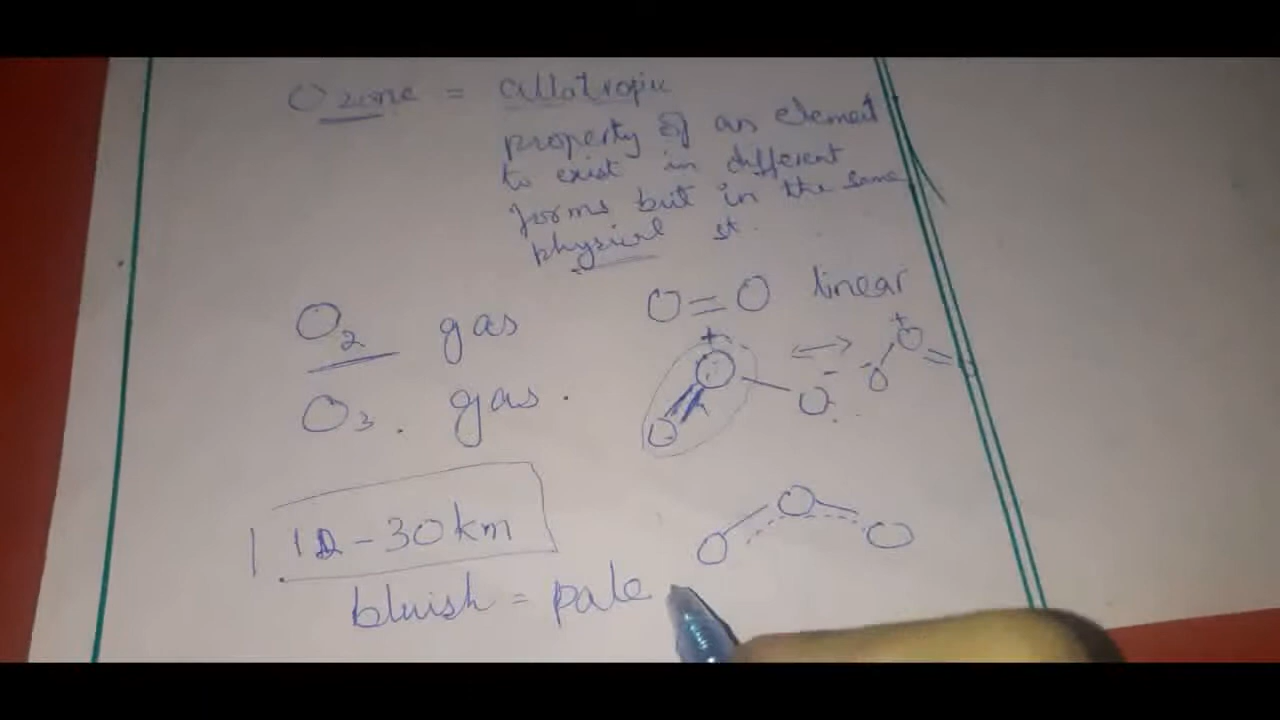 Ozone = allotropic
property of an element
to exist in different
forms but in the same
physical st.
O2 gas
O=O linear
O3. gas.
+ O O O- ⟷ + O -O
12-30 km
O O O
bluish = pale